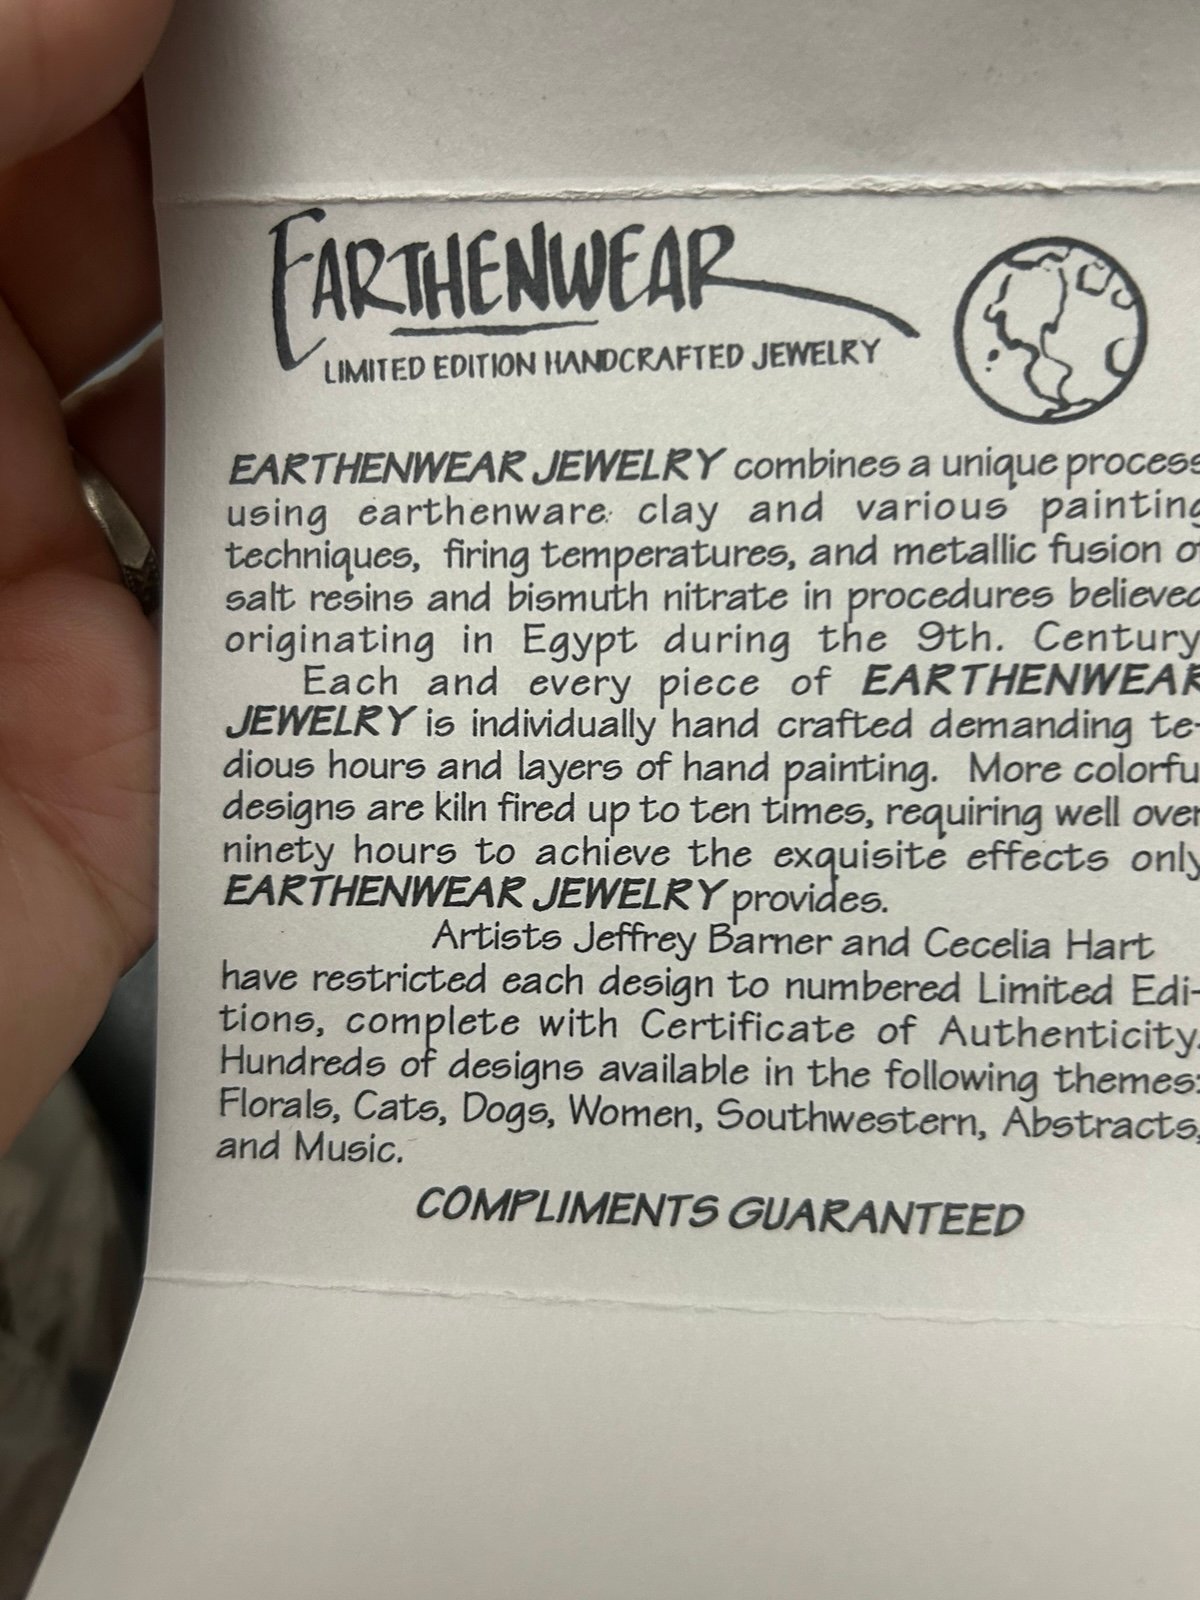 EARTHENWEAR
LIMITED EDITION HANDCRAFTED JEWELRY
EARTHENWEAR JEWELRY combines a unique process
using earthenware clay and various painting
techniques, firing temperatures, and metallic fusion of
salt resins and bismuth nitrate in procedures believed
originating in Egypt during the 9th. Century
Each and every piece of EARTHENWEAR
JEWELRY is individually hand crafted demanding te-
dious hours and layers of hand painting. More colorfu
designs are kiln fired up to ten times, requiring well over
ninety hours to achieve the exquisite effects only
EARTHENWEAR JEWELRY provides.
Artists Jeffrey Barner and Cecelia Hart
have restricted each design to numbered Limited Edi-
tions, complete with Certificate of Authenticity.
Hundreds of designs available in the following themes:
Florals, Cats, Dogs, Women, Southwestern, Abstracts,
and Music.
COMPLIMENTS GUARANTEED